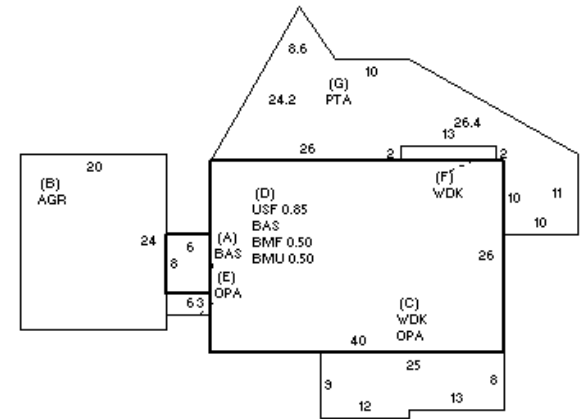 8.6
10
(G)
PTA
24.2
26.4
13
26
2
2
20
(B)
AGR
(F)
WDK
(D)
USF 0.85
BAS
BMF 0.50
BMU 0.50
10
11
10
24
6
8
(A)
BAS
(E)
OPA
26
6 3
(C)
WDK
OPA
40
25
9
8
12
13